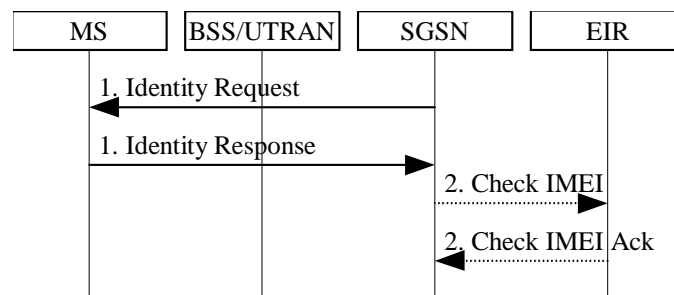 MS BSS/UTRAN SGSN EIR
1. Identity Request
1. Identity Response
2. Check IMEI
2. Check IMEI Ack